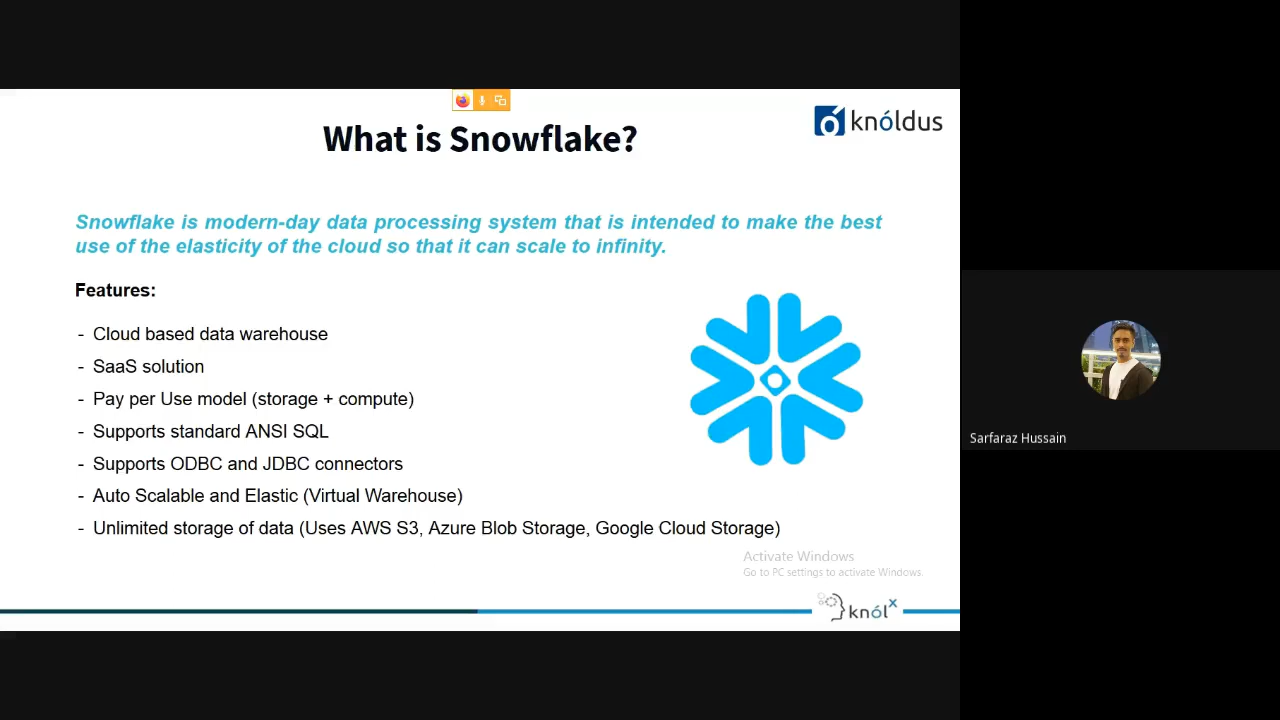 What is Snowflake?
knóldus
Snowflake is modern-day data processing system that is intended to make the best
use of the elasticity of the cloud so that it can scale to infinity.
Features:
- Cloud based data warehouse
- SaaS solution
- Pay per Use model (storage + compute)
- Supports standard ANSI SQL
- Supports ODBC and JDBC connectors
- Auto Scalable and Elastic (Virtual Warehouse)
- Unlimited storage of data (Uses AWS S3, Azure Blob Storage, Google Cloud Storage)
Activate Windows
Go to PC settings to activate Windows.
knólx
Sarfaraz Hussain